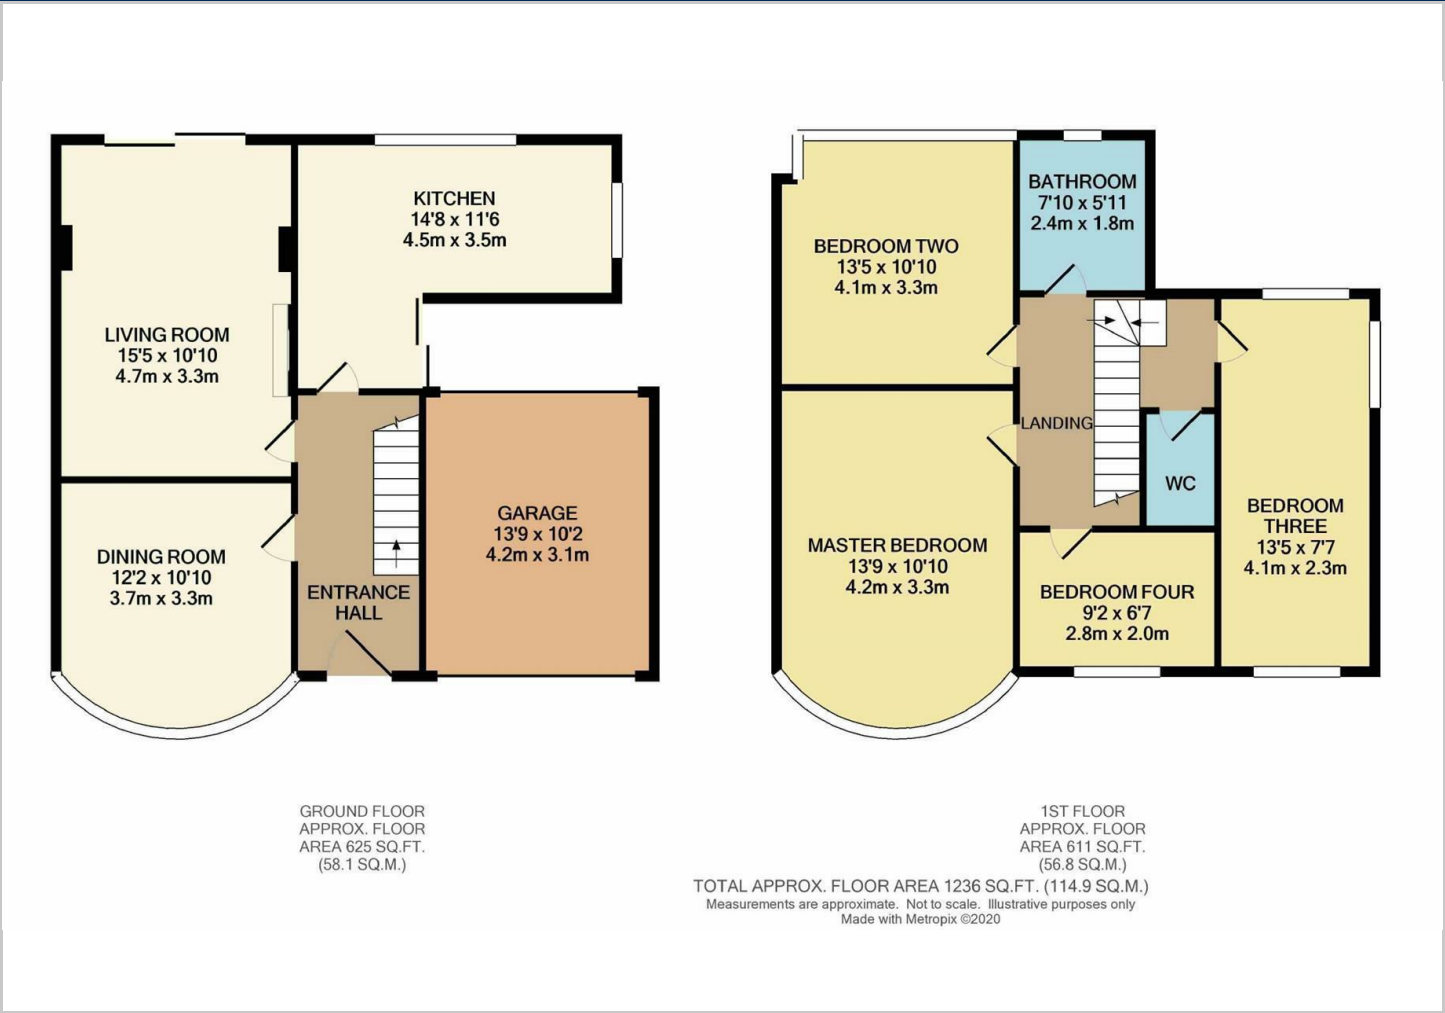 KITCHEN
14'8 x 11'6
4.5m x 3.5m
LIVING ROOM
15'5 x 10'10
4.7m x 3.3m
DINING ROOM
12'2 x 10'10
3.7m x 3.3m
ENTRANCE
HALL
GARAGE
13'9 x 10'2
4.2m x 3.1m
GROUND FLOOR
APPROX. FLOOR
AREA 625 SQ.FT.
(58.1 SQ.M.)
BATHROOM
7'10 x 5'11
2.4m x 1.8m
BEDROOM TWO
13'5 x 10'10
4.1m x 3.3m
LANDING
WC
BEDROOM
THREE
13'5 x 7'7
4.1m x 2.3m
MASTER BEDROOM
13'9 x 10'10
4.2m x 3.3m
BEDROOM FOUR
9'2 x 6'7
2.8m x 2.0m
1ST FLOOR
APPROX. FLOOR
AREA 611 SQ.FT.
(56.8 SQ.M.)
TOTAL APPROX. FLOOR AREA 1236 SQ.FT. (114.9 SQ.M.)
Measurements are approximate. Not to scale. Illustrative purposes only
Made with Metropix ©2020